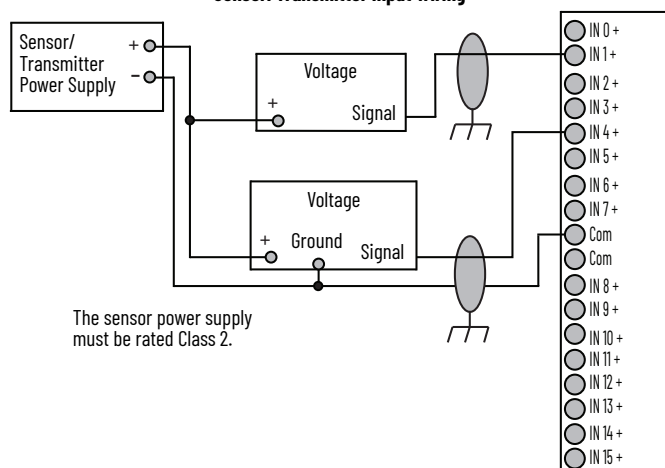 Sensor/Transmitter Input Wiring
Sensor/
Transmitter
Power Supply
+
−
Voltage
+
Signal
Voltage
+
Ground
Signal
The sensor power supply
must be rated Class 2.
IN 0 +
IN 1 +
IN 2 +
IN 3 +
IN 4 +
IN 5 +
IN 6 +
IN 7 +
Com
Com
IN 8 +
IN 9 +
IN 10 +
IN 11 +
IN 12 +
IN 13 +
IN 14 +
IN 15 +